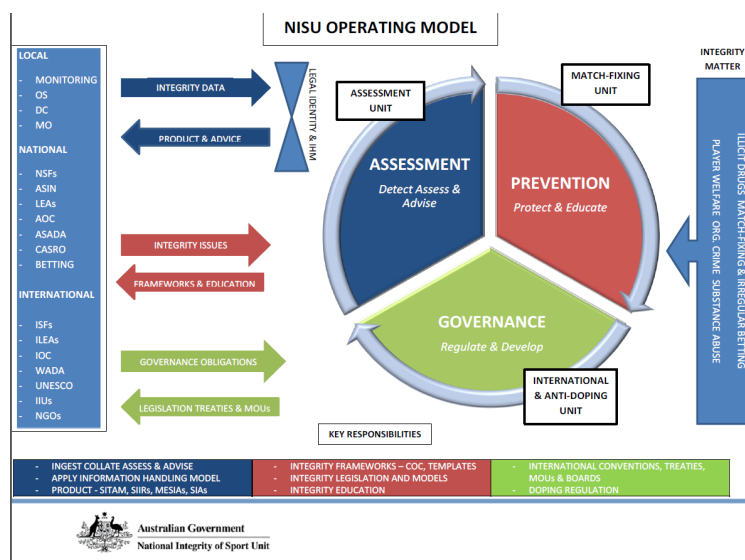 NISU OPERATING MODEL
LOCAL
- MONITORING
- OS
- DC
- MO
NATIONAL
- NSFs
- ASIN
- LEAs
- AOC
- ASADA
- CASRO
- BETTING
INTERNATIONAL
- ISFs
- ILEAs
- IOC
- WADA
- UNESCO
- IIUs
- NGOs
INTEGRITY DATA
PRODUCT & ADVICE
LEGAL IDENTITY & IHM
INTEGRITY ISSUES
FRAMEWORKS & EDUCATION
GOVERNANCE OBLIGATIONS
LEGISLATION TREATIES & MOUs
ASSESSMENT
UNIT
ASSESSMENT
Detect Assess &
Advise
MATCH-FIXING
UNIT
PREVENTION
Protect & Educate
GOVERNANCE
Regulate & Develop
INTERNATIONAL
& ANTI-DOPING
UNIT
INTEGRITY
MATTER
ILLICIT DRUGS MATCH-FIXING & IRREGULAR BETTING
PLAYER WELFARE ORG. CRIME SUBSTANCE ABUSE
KEY RESPONSIBILITIES
- INGEST COLLATE ASSESS & ADVISE
- APPLY INFORMATION HANDLING MODEL
- PRODUCT - SITAM, SIIRs, MESIAs, SIAs
- INTEGRITY FRAMEWORKS – COC, TEMPLATES
- INTEGRITY LEGISLATION AND MODELS
- INTEGRITY EDUCATION
- INTERNATIONAL CONVENTIONS, TREATIES,
MOUs & BOARDS
- DOPING REGULATION
Australian Government
National Integrity of Sport Unit